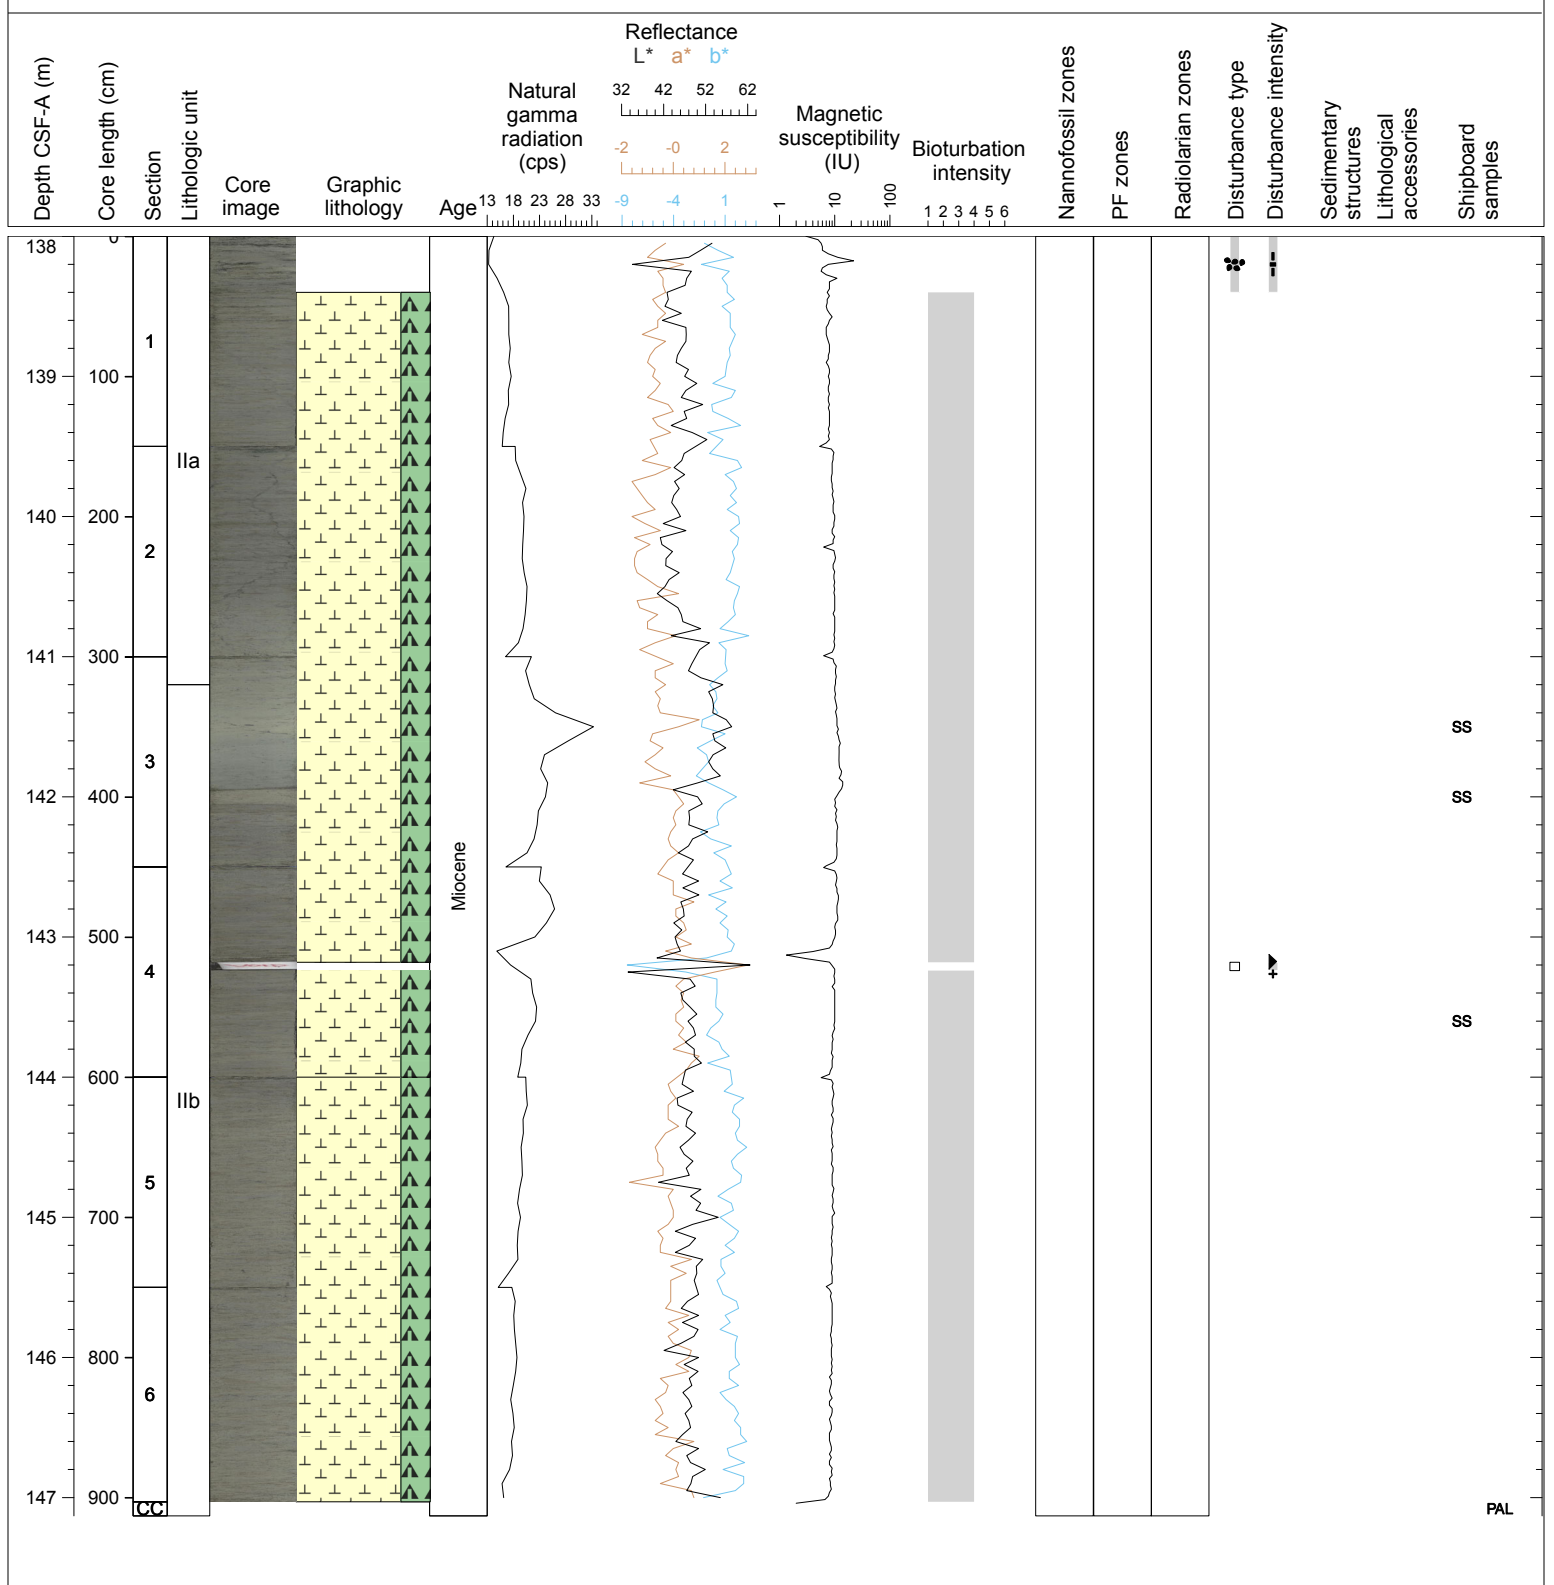 Depth CSF-A (m)
Core length (cm)
Section
Lithologic unit
Core
image
Graphic
lithology
Age
Natural
gamma
radiation
(cps)
13 18 23 28 33
Reflectance
L* a* b*
32 42 52 62
-2 -0 2
-9 -4 1
Magnetic
susceptibility
(IU)
1 10 100
Bioturbation
intensity
1 2 3 4 5 6
Nannofossil zones
PF zones
Radiolarian zones
Disturbance type
Disturbance intensity
Sedimentary
structures
Lithological
accessories
Shipboard
samples
138 0
1
139 100
IIa
140 200
2
141 300
SS
3
142 400 SS
Miocene
143 500
4
SS
144 600
IIb
5
145 700
146 800
6
147 900
CC
PAL